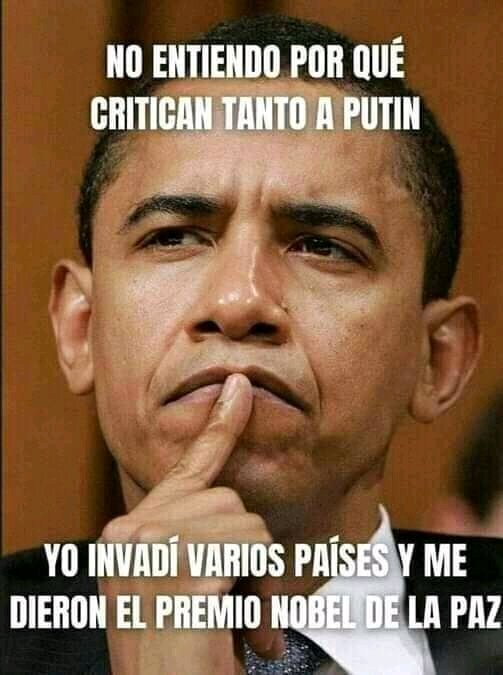 NO ENTIENDO POR QUÉ
CRITICAN TANTO A PUTIN
YO INVADÍ VARIOS PAÍSES Y ME
DIERON EL PREMIO NOBEL DE LA PAZ